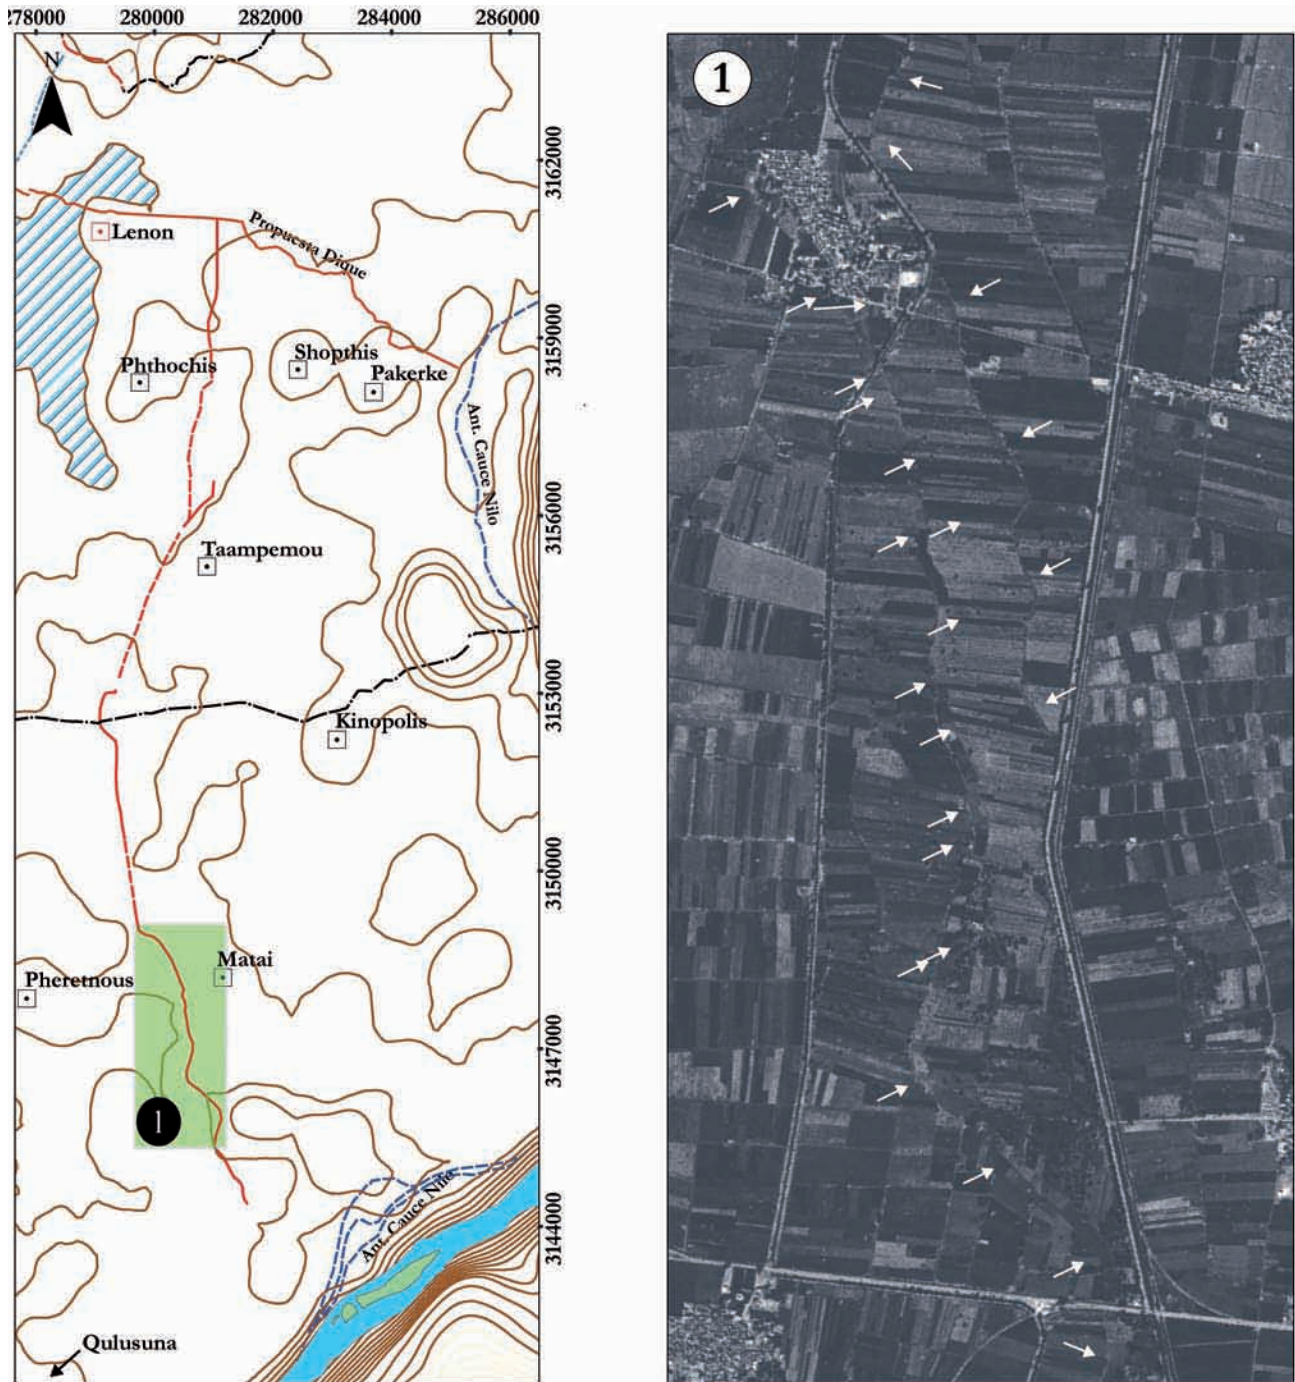 278000 280000 282000 284000 286000
N
3162000
Lenon
Propuesta Dique
3159000
Phthochis
Shopthis
Pakerke
Ant. Cauce Nilo
3156000
Taampemou
3153000
Kinopolis
3150000
Matai
Pheretnous
3147000
1
Ant. Cauce Nilo
3144000
Qulusuna
1